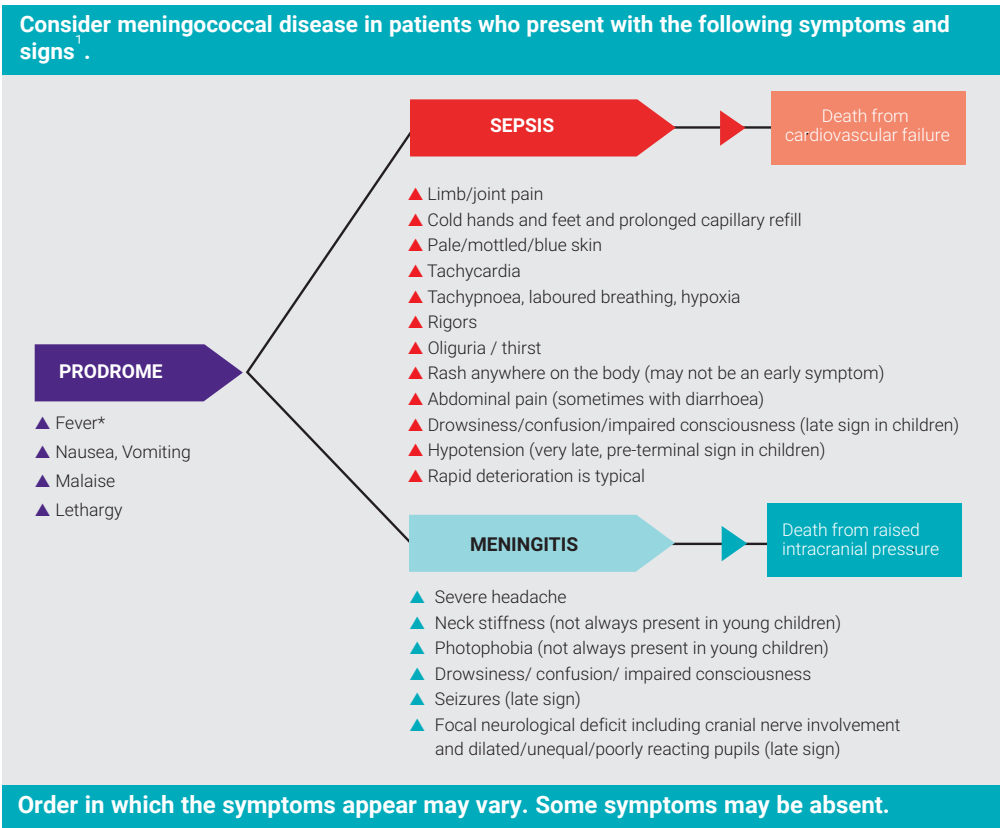 Consider meningococcal disease in patients who present with the following symptoms and
signs1.
SEPSIS
Death from
cardiovascular failure
Limb/joint pain
Cold hands and feet and prolonged capillary refill
Pale/mottled/blue skin
Tachycardia
Tachypnoea, laboured breathing, hypoxia
Rigors
Oliguria / thirst
Rash anywhere on the body (may not be an early symptom)
Abdominal pain (sometimes with diarrhoea)
Drowsiness/confusion/impaired consciousness (late sign in children)
Hypotension (very late, pre-terminal sign in children)
Rapid deterioration is typical
PRODROME
Fever*
Nausea, Vomiting
Malaise
Lethargy
MENINGITIS
Death from raised
intracranial pressure
Severe headache
Neck stiffness (not always present in young children)
Photophobia (not always present in young children)
Drowsiness/ confusion/ impaired consciousness
Seizures (late sign)
Focal neurological deficit including cranial nerve involvement
and dilated/unequal/poorly reacting pupils (late sign)
Order in which the symptoms appear may vary. Some symptoms may be absent.